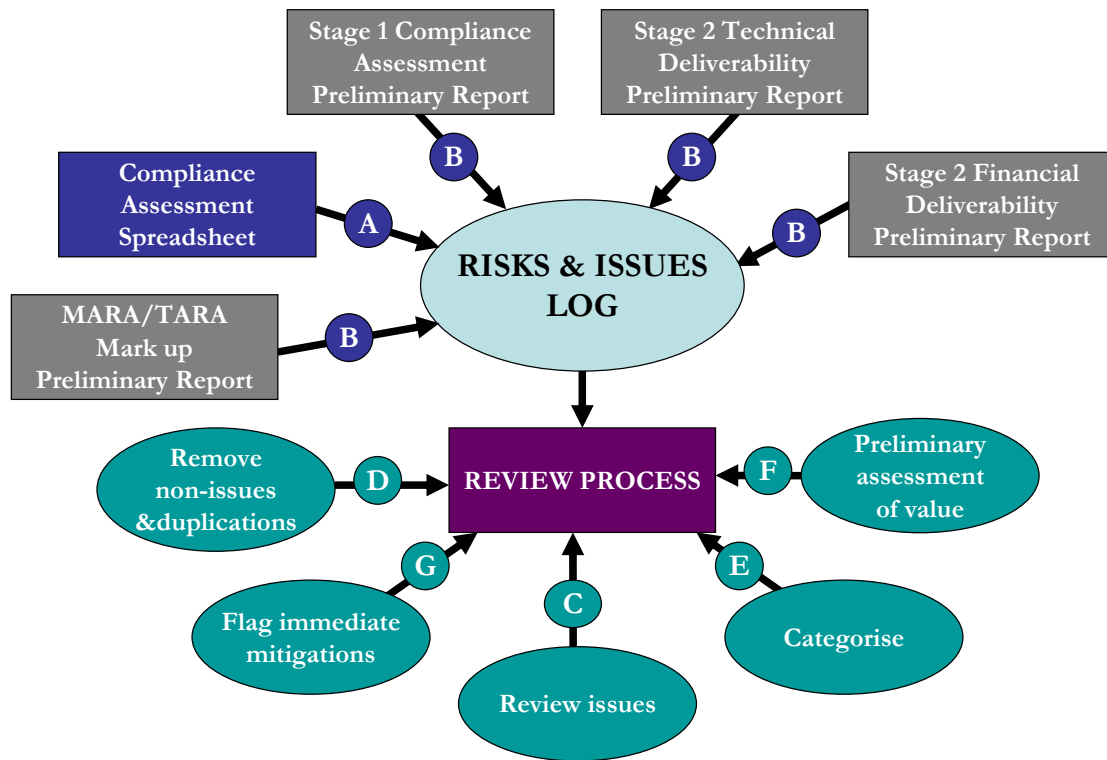 Stage 1 Compliance
Assessment
Preliminary Report
Stage 2 Technical
Deliverability
Preliminary Report
B
B
Compliance
Assessment
Spreadsheet
A
Stage 2 Financial
Deliverability
Preliminary Report
B
RISKS & ISSUES
LOG
MARA/TARA
Mark up
Preliminary Report
B
Remove
non-issues
&duplications
D
REVIEW PROCESS
F
Preliminary
assessment
of value
G
E
C
Flag immediate
mitigations
Categorise
Review issues